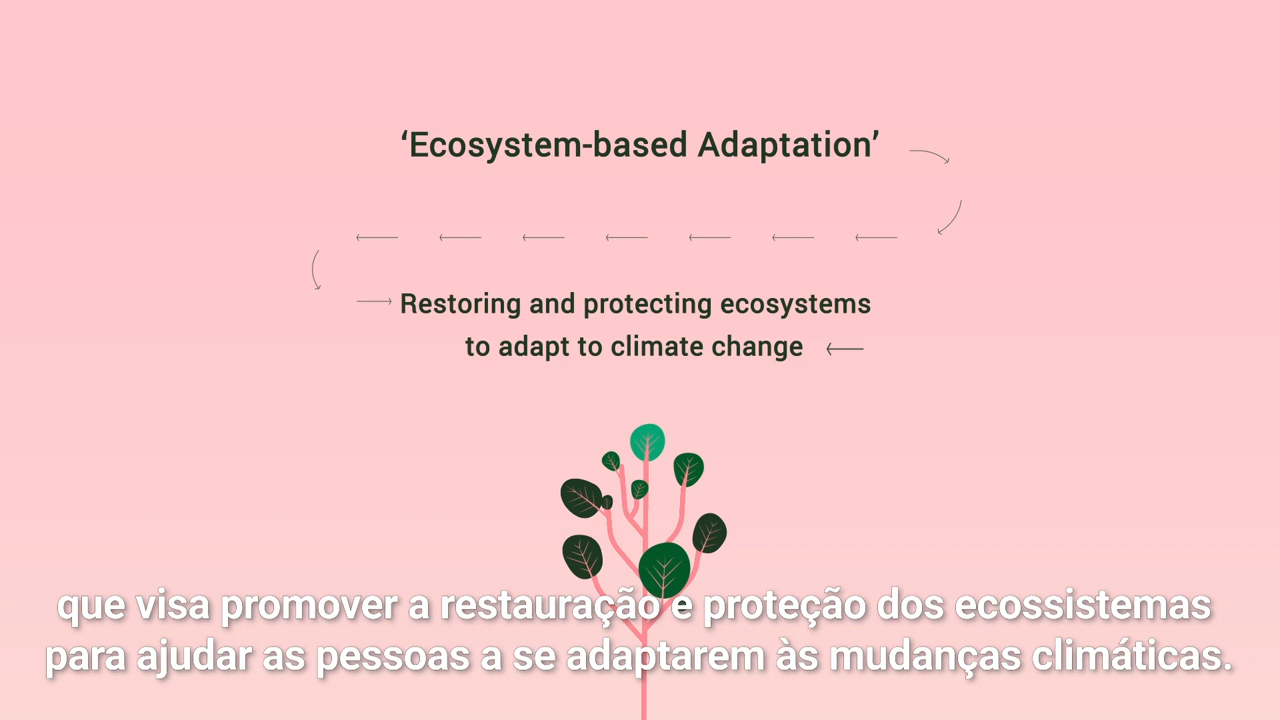 ‘Ecosystem-based Adaptation’
Restoring and protecting ecosystems
to adapt to climate change
que visa promover a restauração e proteção dos ecossistemas
para ajudar as pessoas a se adaptarem às mudanças climáticas.